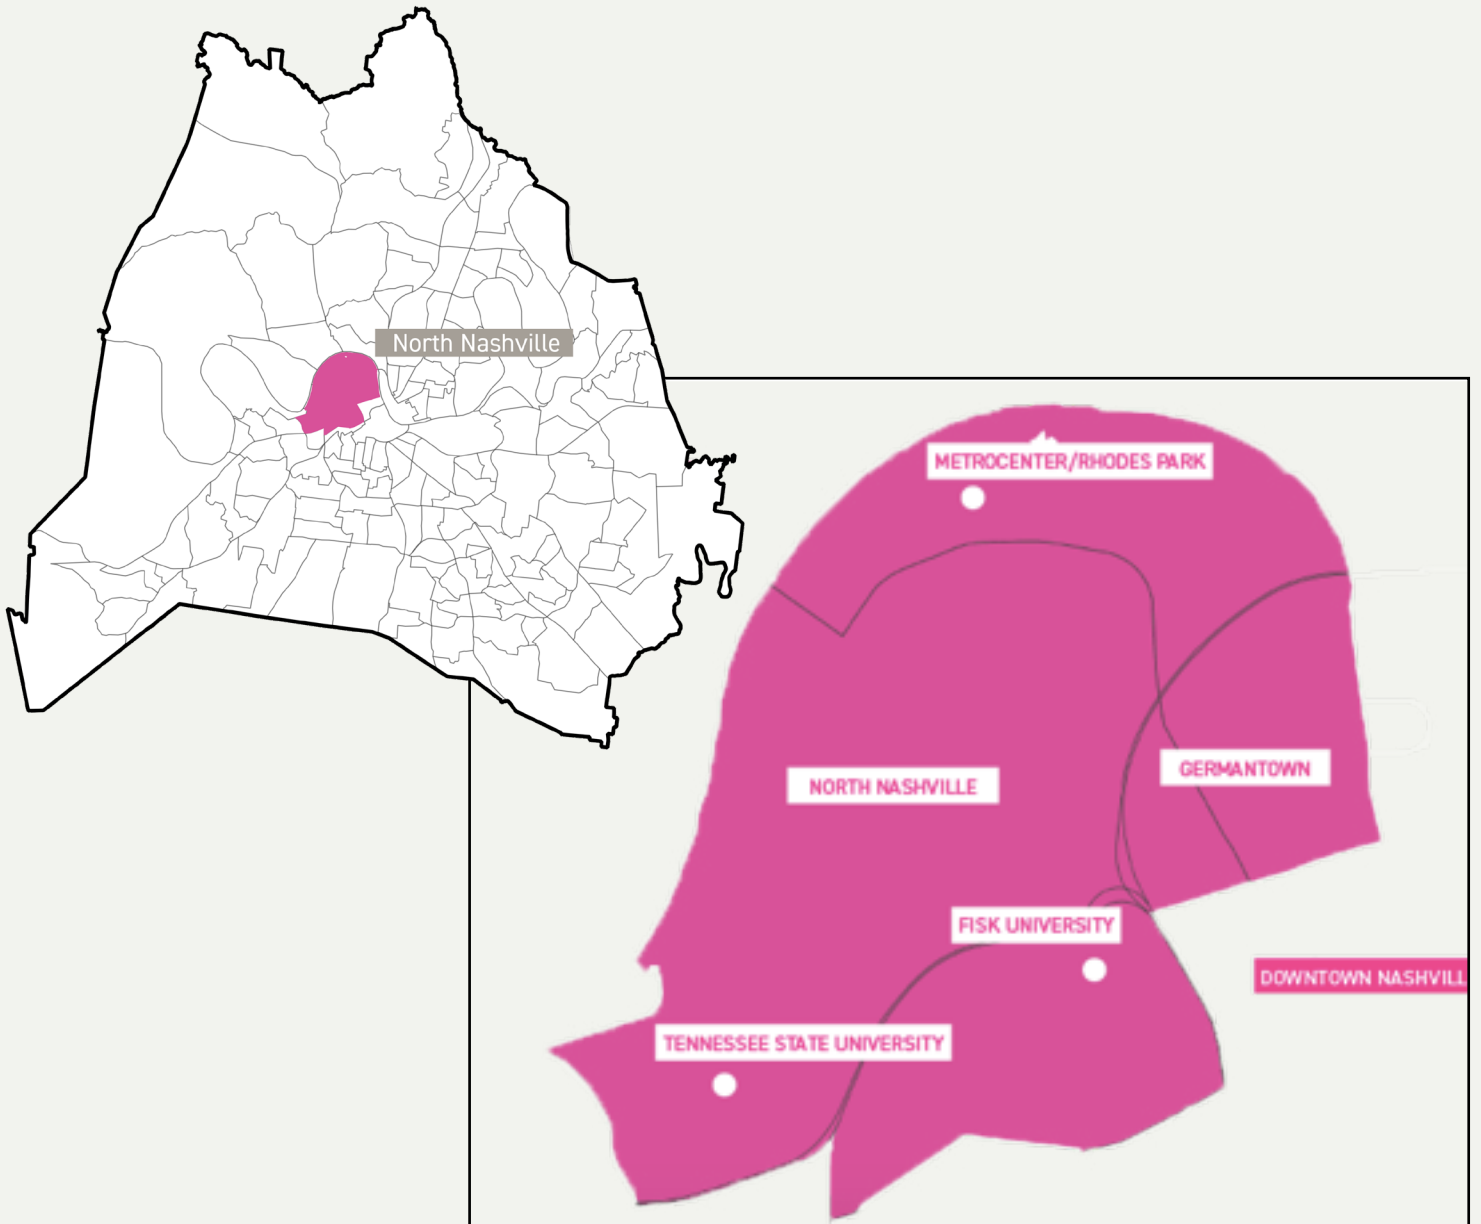 North Nashville
METROCENTER/RHODES PARK
GERMANTOWN
NORTH NASHVILLE
FISK UNIVERSITY
DOWNTOWN NASHVILL
TENNESSEE STATE UNIVERSITY